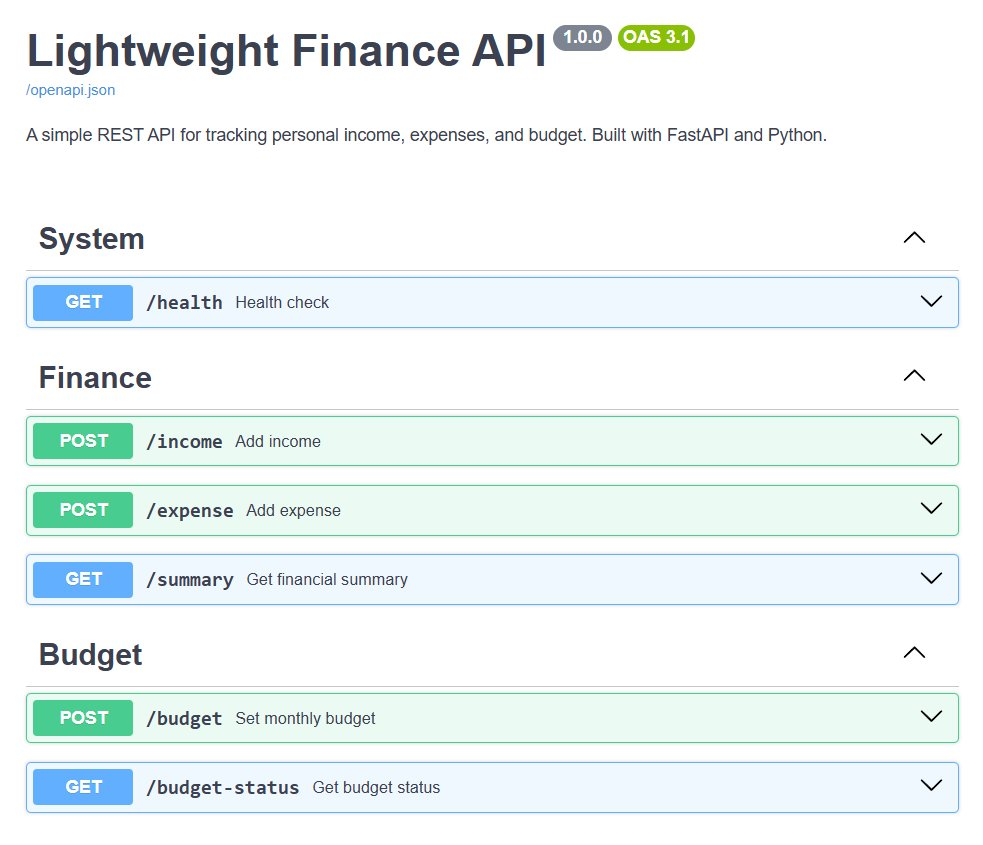 Lightweight Finance API 1.0.0 OAS 3.1
/openapi.json
A simple REST API for tracking personal income, expenses, and budget. Built with FastAPI and Python.
System
GET /health Health check
Finance
POST /income Add income
POST /expense Add expense
GET /summary Get financial summary
Budget
POST /budget Set monthly budget
GET /budget-status Get budget status